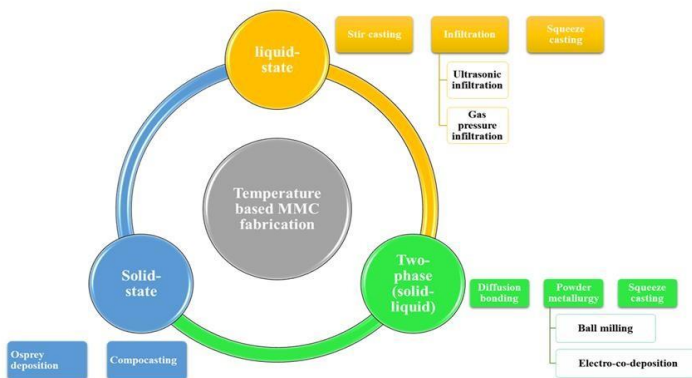 liquid-
state
Stir casting
Infiltration
Squeeze
casting
Ultrasonic
infiltration
Gas
pressure
infiltration
Temperature
based MMC
fabrication
Solid-
state
Two-
phase
(solid-
liquid)
Diffusion
bonding
Powder
metallurgy
Squeeze
casting
Ball milling
Electro-co-deposition
Osprey
deposition
Compocasting